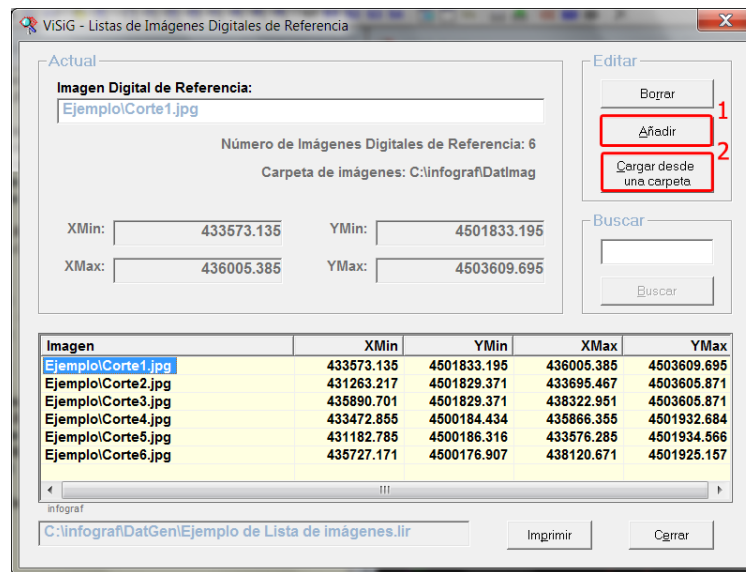 ViSiG - Listas de Imágenes Digitales de Referencia
Actual
Imagen Digital de Referencia:
Ejemplo\Corte1.jpg
Número de Imágenes Digitales de Referencia: 6
Carpeta de imágenes: C:\infograf\DatImag
XMin: 433573.135 YMin: 4501833.195
XMax: 436005.385 YMax: 4503609.695
Editar
Borrar
1
Añadir
2
Cargar desde
una carpeta
Buscar
Buscar
Imagen XMin YMin XMax YMax
Ejemplo\Corte1.jpg 433573.135 4501833.195 436005.385 4503609.695
Ejemplo\Corte2.jpg 431263.217 4501829.371 433695.467 4503605.871
Ejemplo\Corte3.jpg 435890.701 4501829.371 438322.951 4503605.871
Ejemplo\Corte4.jpg 433472.855 4500184.434 435866.355 4501932.684
Ejemplo\Corte5.jpg 431182.785 4500186.316 433576.285 4501934.566
Ejemplo\Corte6.jpg 435727.171 4500176.907 438120.671 4501925.157
infograf
C:\infograf\DatGen\Ejemplo de Lista de imágenes.lir
Imprimir
Cerrar